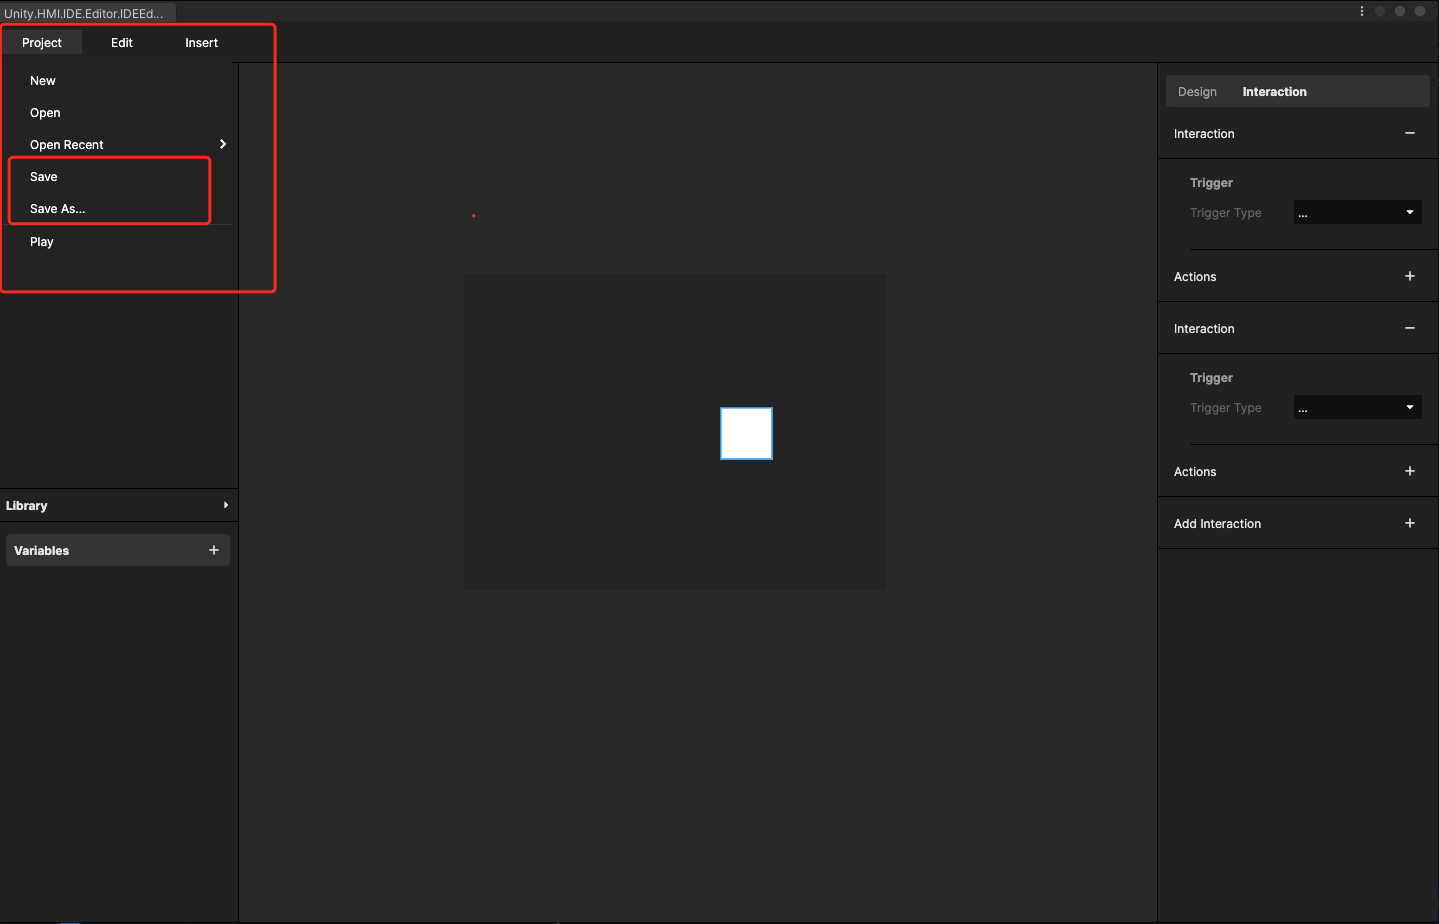 Unity.HMI.IDE.Editor.IDEEd...
Project Edit Insert
New
Open
Open Recent
Save
Save As...
Play
Library
Variables
Design Interaction
Interaction
Trigger
Trigger Type ...
Actions
Interaction
Trigger
Trigger Type ...
Actions
Add Interaction